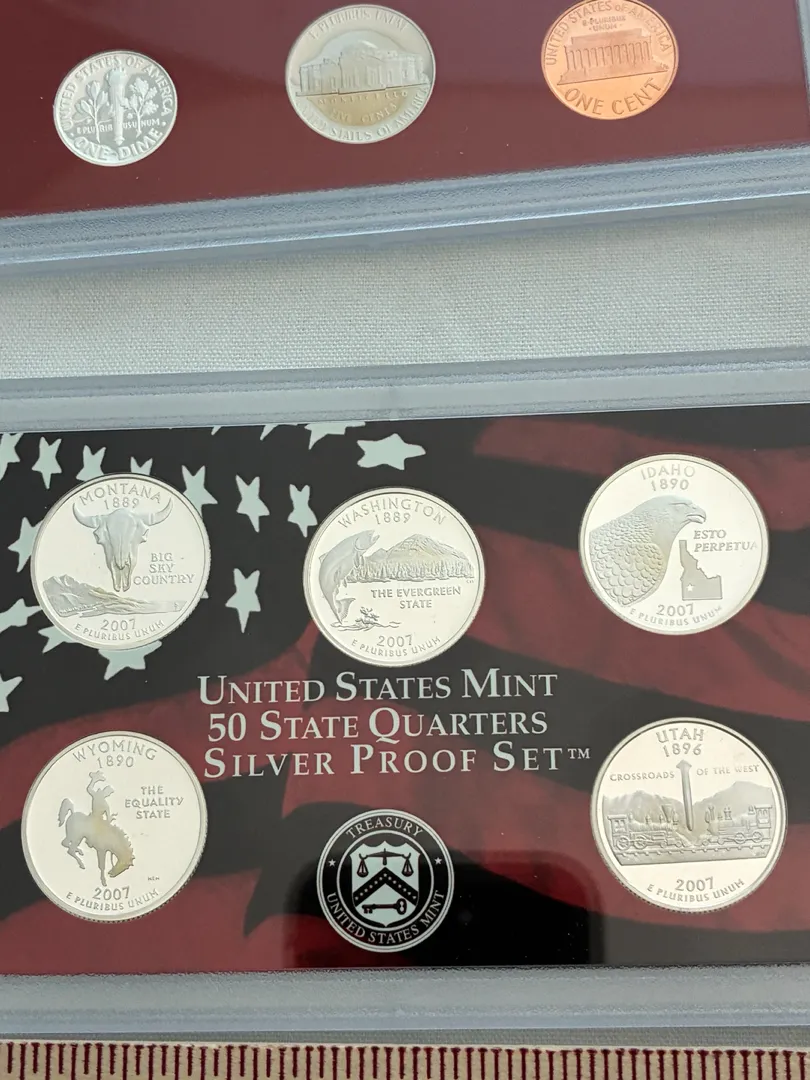 UNITED STATES OF AMERICA
E PLURIBUS UNUM
ONE DIME
E PLURIBUS UNUM
MONTICELLO
FIVE CENTS
UNITED STATES OF AMERICA
UNITED STATES OF AMERICA
E PLURIBUS
UNUM
ONE CENT
MONTANA
1889
BIG
SKY
COUNTRY
2007
E PLURIBUS UNUM
WASHINGTON
1889
THE EVERGREEN
STATE
2007
E PLURIBUS UNUM
IDAHO
1890
ESTO
PERPETUA
2007
E PLURIBUS UNUM
UNITED STATES MINT
50 STATE QUARTERS
SILVER PROOF SET™
WYOMING
1890
THE
EQUALITY
STATE
2007
E PLURIBUS UNUM
TREASURY
UNITED STATES MINT
UTAH
1896
CROSSROADS OF THE WEST
2007
E PLURIBUS UNUM